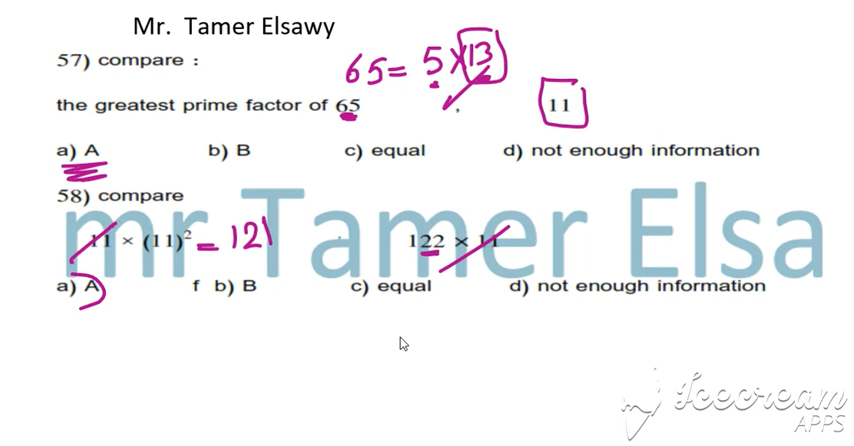 Mr. Tamer Elsawy
57) compare :
65 = 5 × 13
the greatest prime factor of 65 11
a) A b) B c) equal d) not enough information
58) compare
mr Tamer Elsa
11 × (11)² = 121 122 × 11
a) A f b) B c) equal d) not enough information
Icecream
APPS